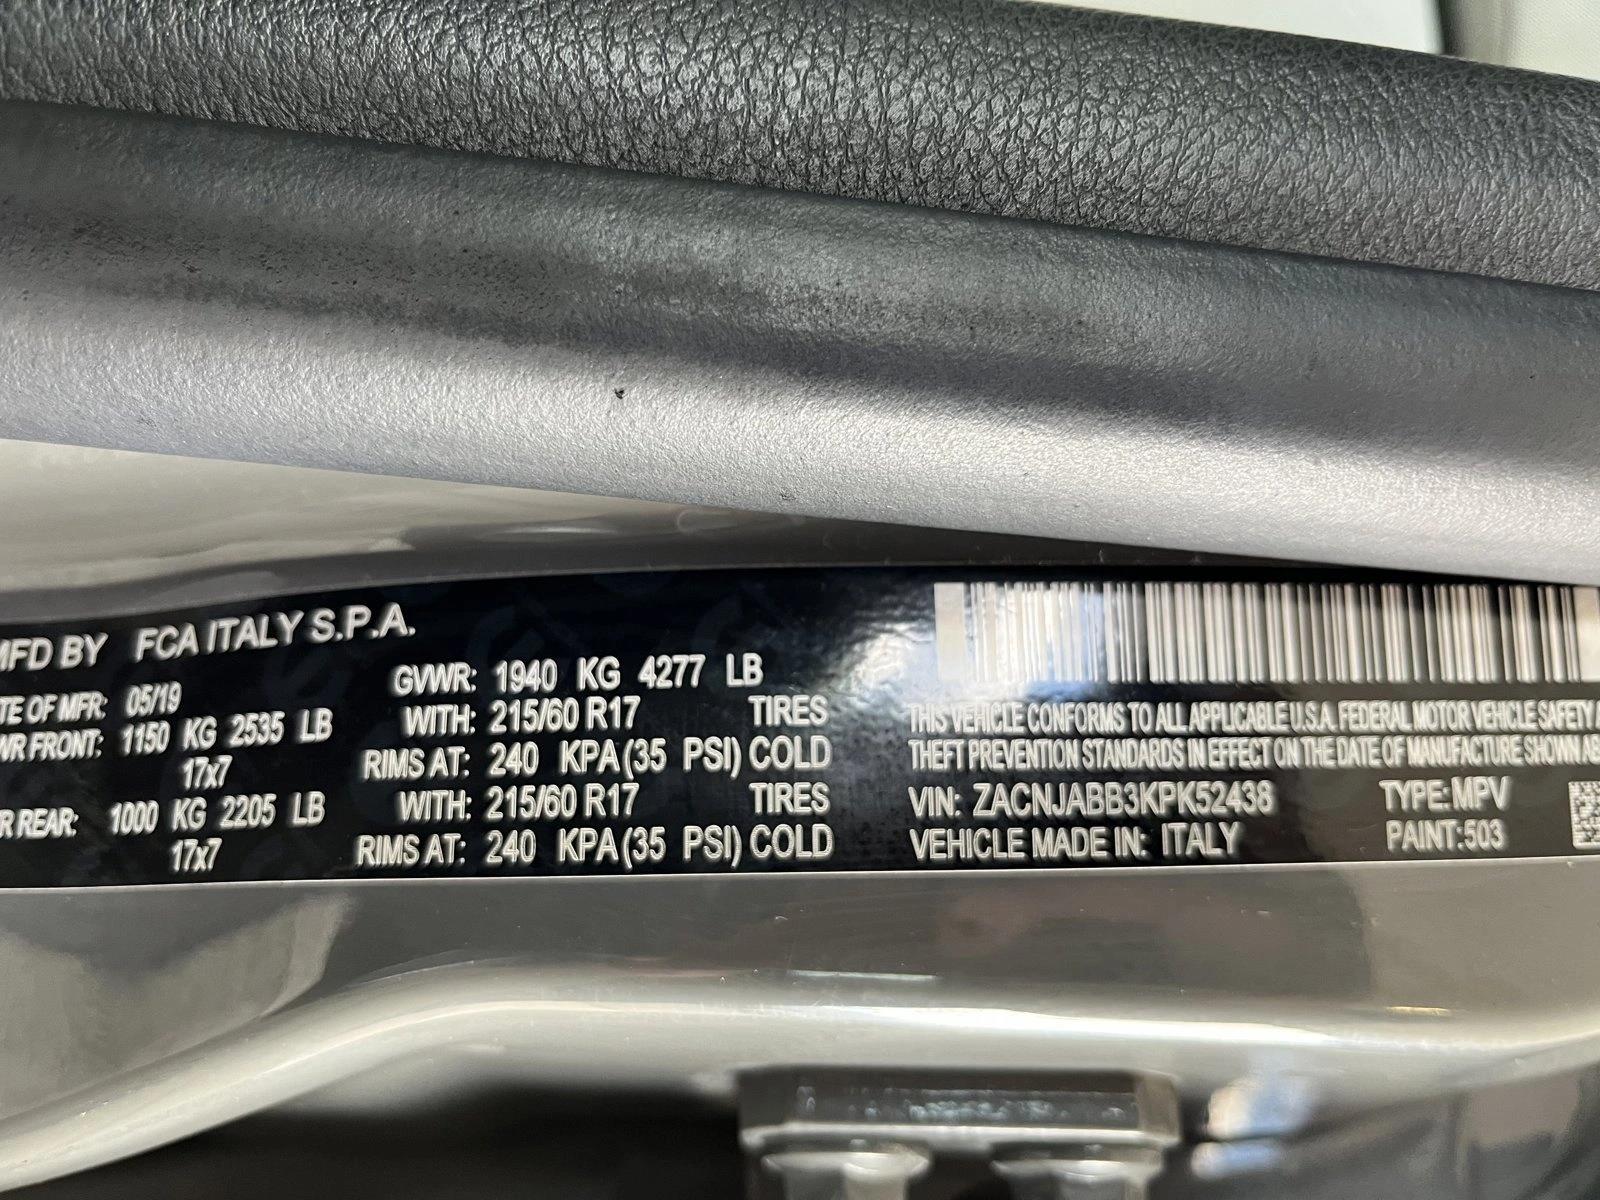 MFD BY FCA ITALY S.P.A.
TE OF MFR: 05/19
WR FRONT: 1150 KG 2535 LB
17x7
R REAR: 1000 KG 2205 LB
17x7
GVWR: 1940 KG 4277 LB
WITH: 215/60 R17 TIRES
RIMS AT: 240 KPA(35 PSI) COLD
WITH: 215/60 R17 TIRES
RIMS AT: 240 KPA(35 PSI) COLD
THIS VEHICLE CONFORMS TO ALL APPLICABLE U.S.A. FEDERAL MOTOR VEHICLE SAFETY A
THEFT PREVENTION STANDARDS IN EFFECT ON THE DATE OF MANUFACTURE SHOWN AB
VIN: ZACNJABB3KPK52438 TYPE: MPV
VEHICLE MADE IN: ITALY PAINT:503